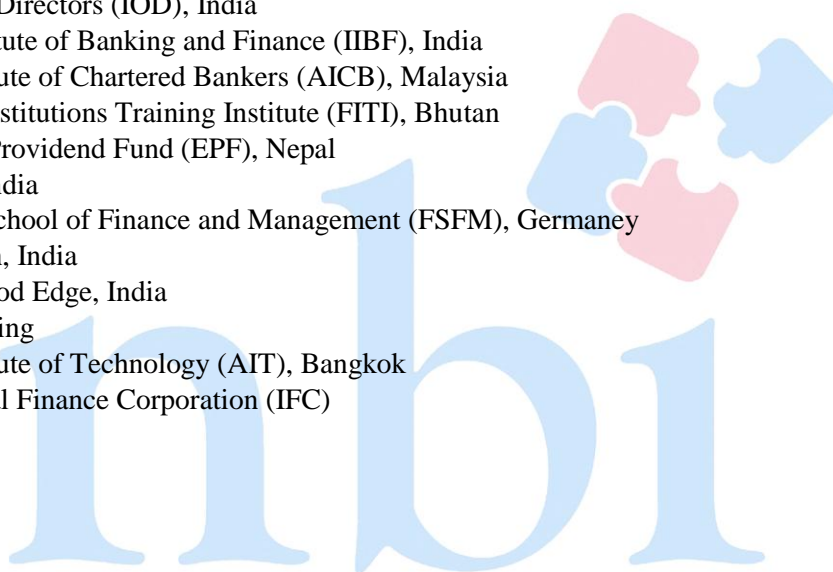 Directors (IOD), India
tute of Banking and Finance (IIBF), India
ute of Chartered Bankers (AICB), Malaysia
stitutions Training Institute (FITI), Bhutan
Providend Fund (EPF), Nepal
dia
chool of Finance and Management (FSFM), Germaney
, India
od Edge, India
ing
ute of Technology (AIT), Bangkok
l Finance Corporation (IFC)
nbi